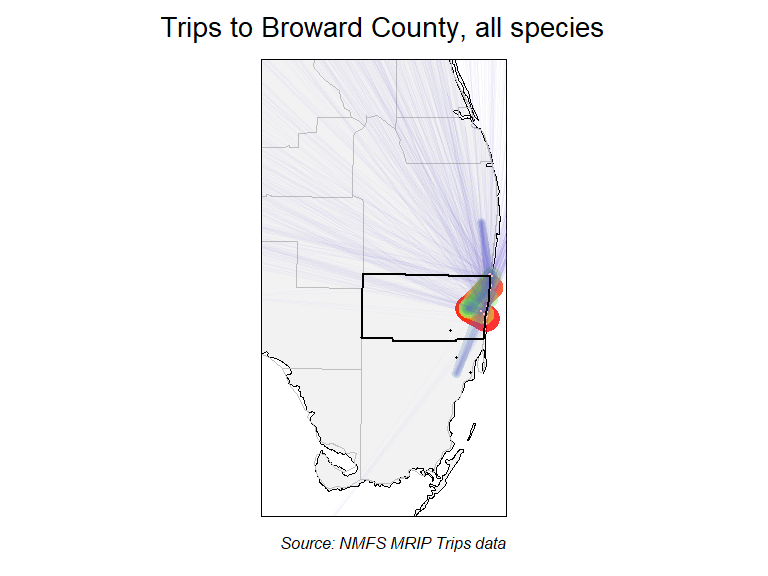 Trips to Broward County, all species
Source: NMFS MRIP Trips data